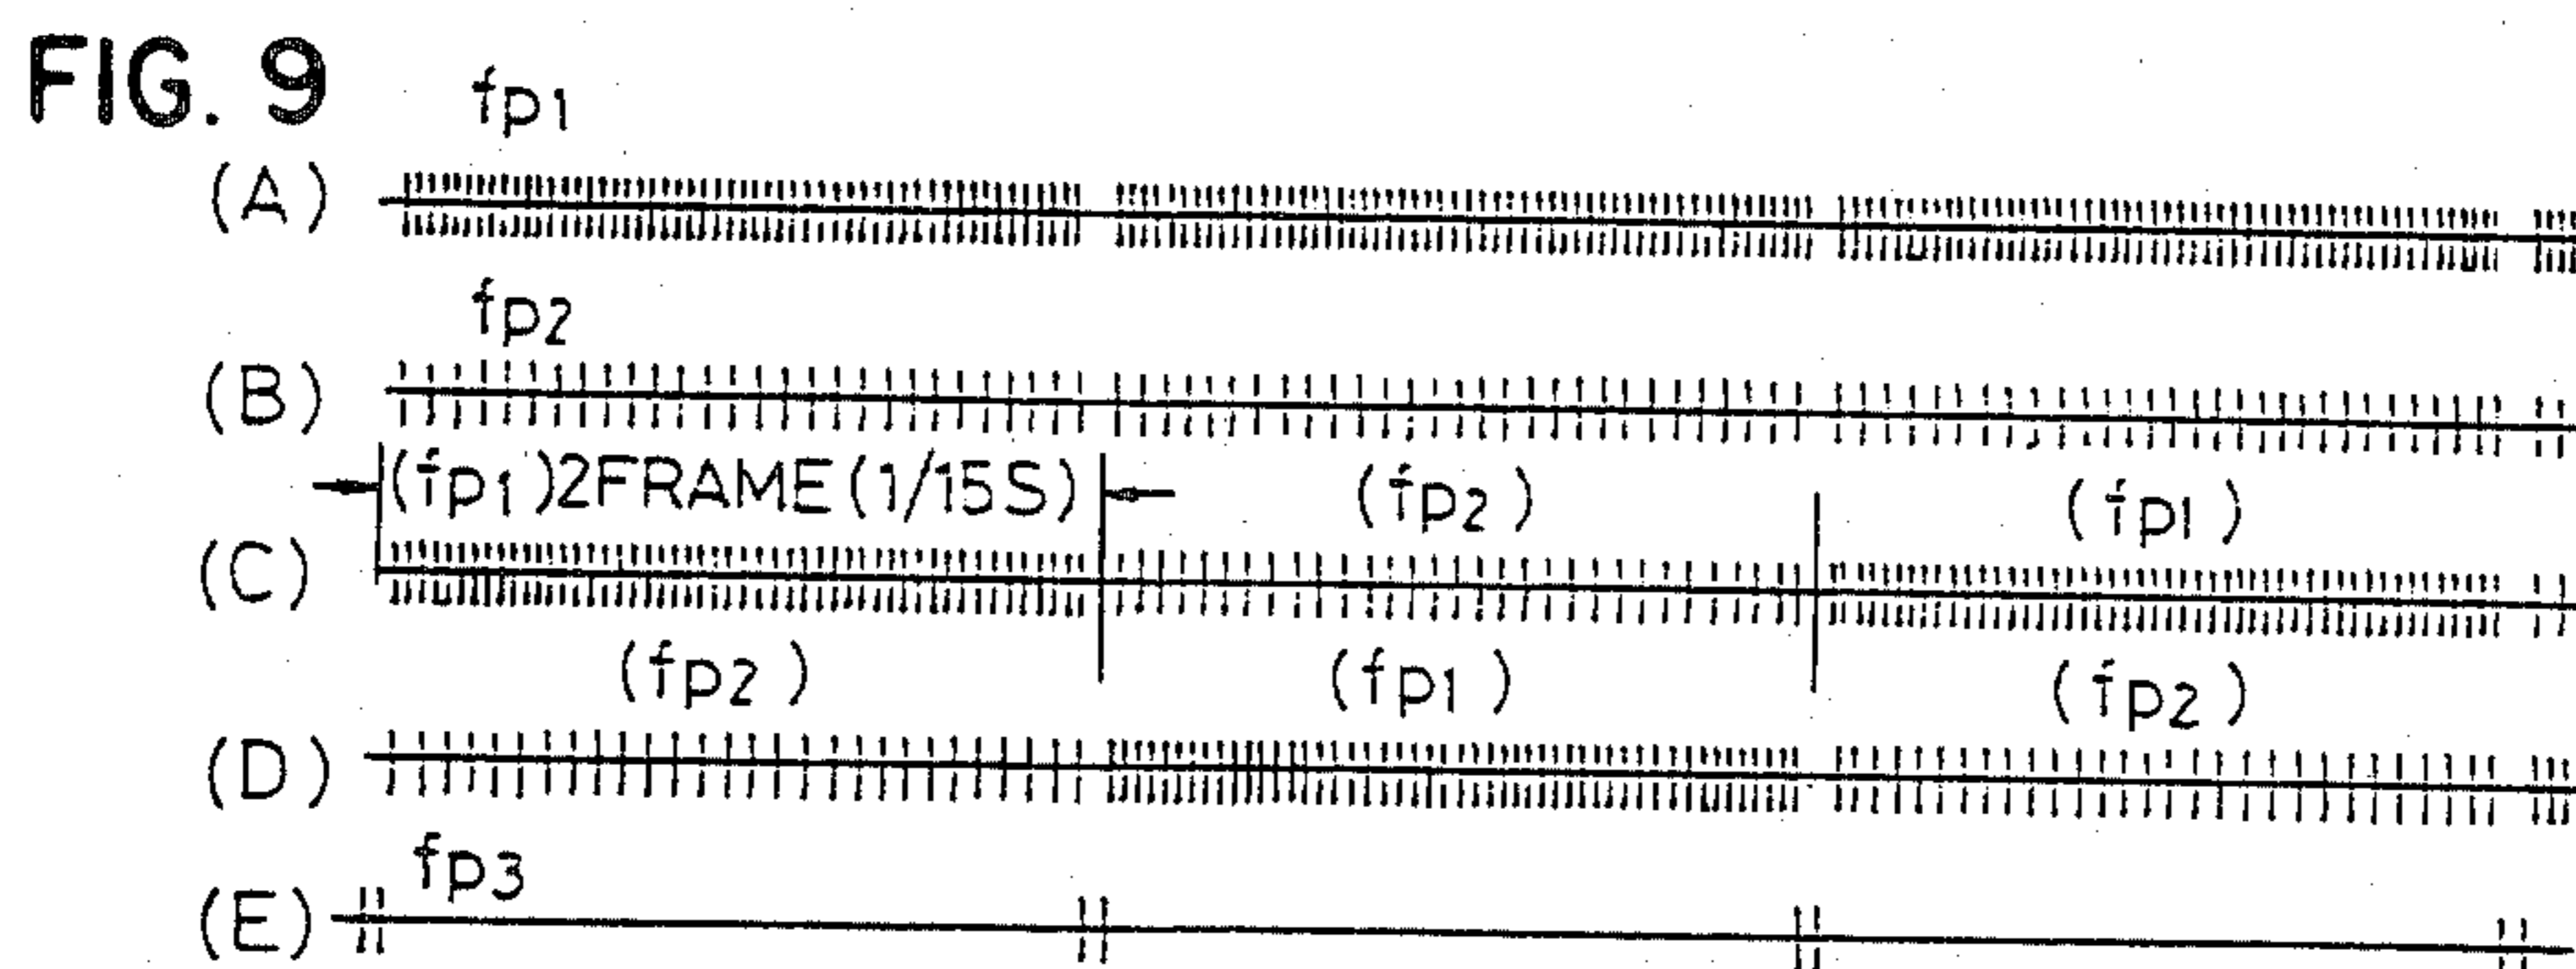 FIG. 9
fp1
(A)
fp2
(B)
(fp1)2FRAME(1/15S) (fp2) (fp1)
(C)
(fp2) (fp1) (fp2)
(D)
fp3
(E)